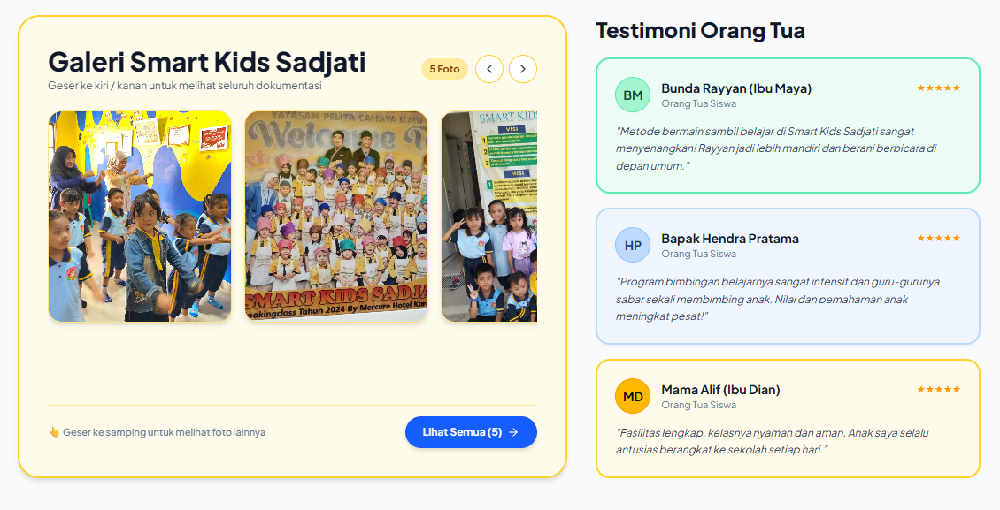 Galeri Smart Kids Sadjati
Geser ke kiri / kanan untuk melihat seluruh dokumentasi
5 Foto
YAYASAN PELITA CAHAYA ILMU
Welcome
SMART KIDS SADJA
ookingclass Tahun 2024 By Mercure Hotel Kar
SMART KIDS
VISI
MISI
👆 Geser ke samping untuk melihat foto lainnya
Lihat Semua (5) →
Testimoni Orang Tua
BM
Bunda Rayyan (Ibu Maya)
★★★★★
Orang Tua Siswa
"Metode bermain sambil belajar di Smart Kids Sadjati sangat
menyenangkan! Rayyan jadi lebih mandiri dan berani berbicara di
depan umum."
HP
Bapak Hendra Pratama
★★★★★
Orang Tua Siswa
"Program bimbingan belajarnya sangat intensif dan guru-gurunya
sabar sekali membimbing anak. Nilai dan pemahaman anak
meningkat pesat!"
MD
Mama Alif (Ibu Dian)
★★★★★
Orang Tua Siswa
"Fasilitas lengkap, kelasnya nyaman dan aman. Anak saya selalu
antusias berangkat ke sekolah setiap hari."